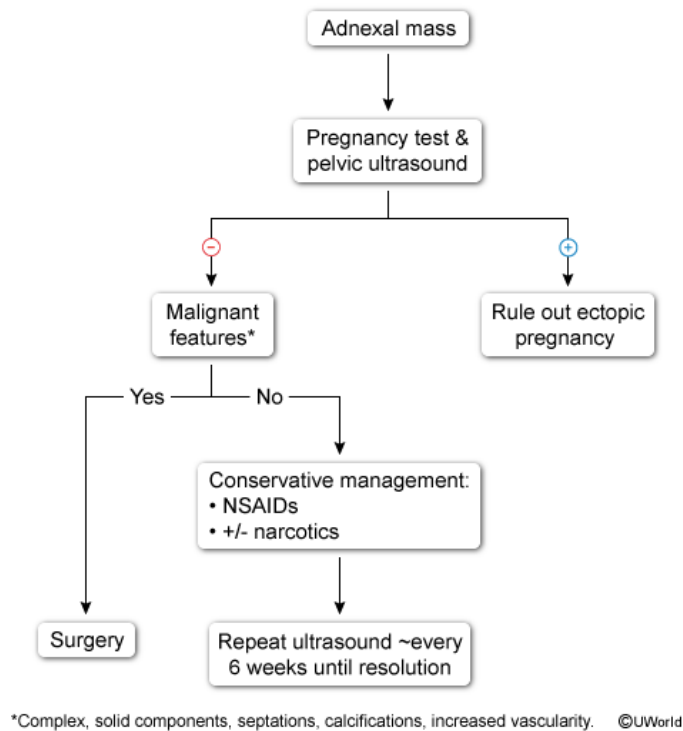 Adnexal mass
Pregnancy test &
pelvic ultrasound
−
+
Malignant
features*
Rule out ectopic
pregnancy
Yes
No
Conservative management:
• NSAIDs
• +/- narcotics
Surgery
Repeat ultrasound ~every
6 weeks until resolution
*Complex, solid components, septations, calcifications, increased vascularity. ©UWorld